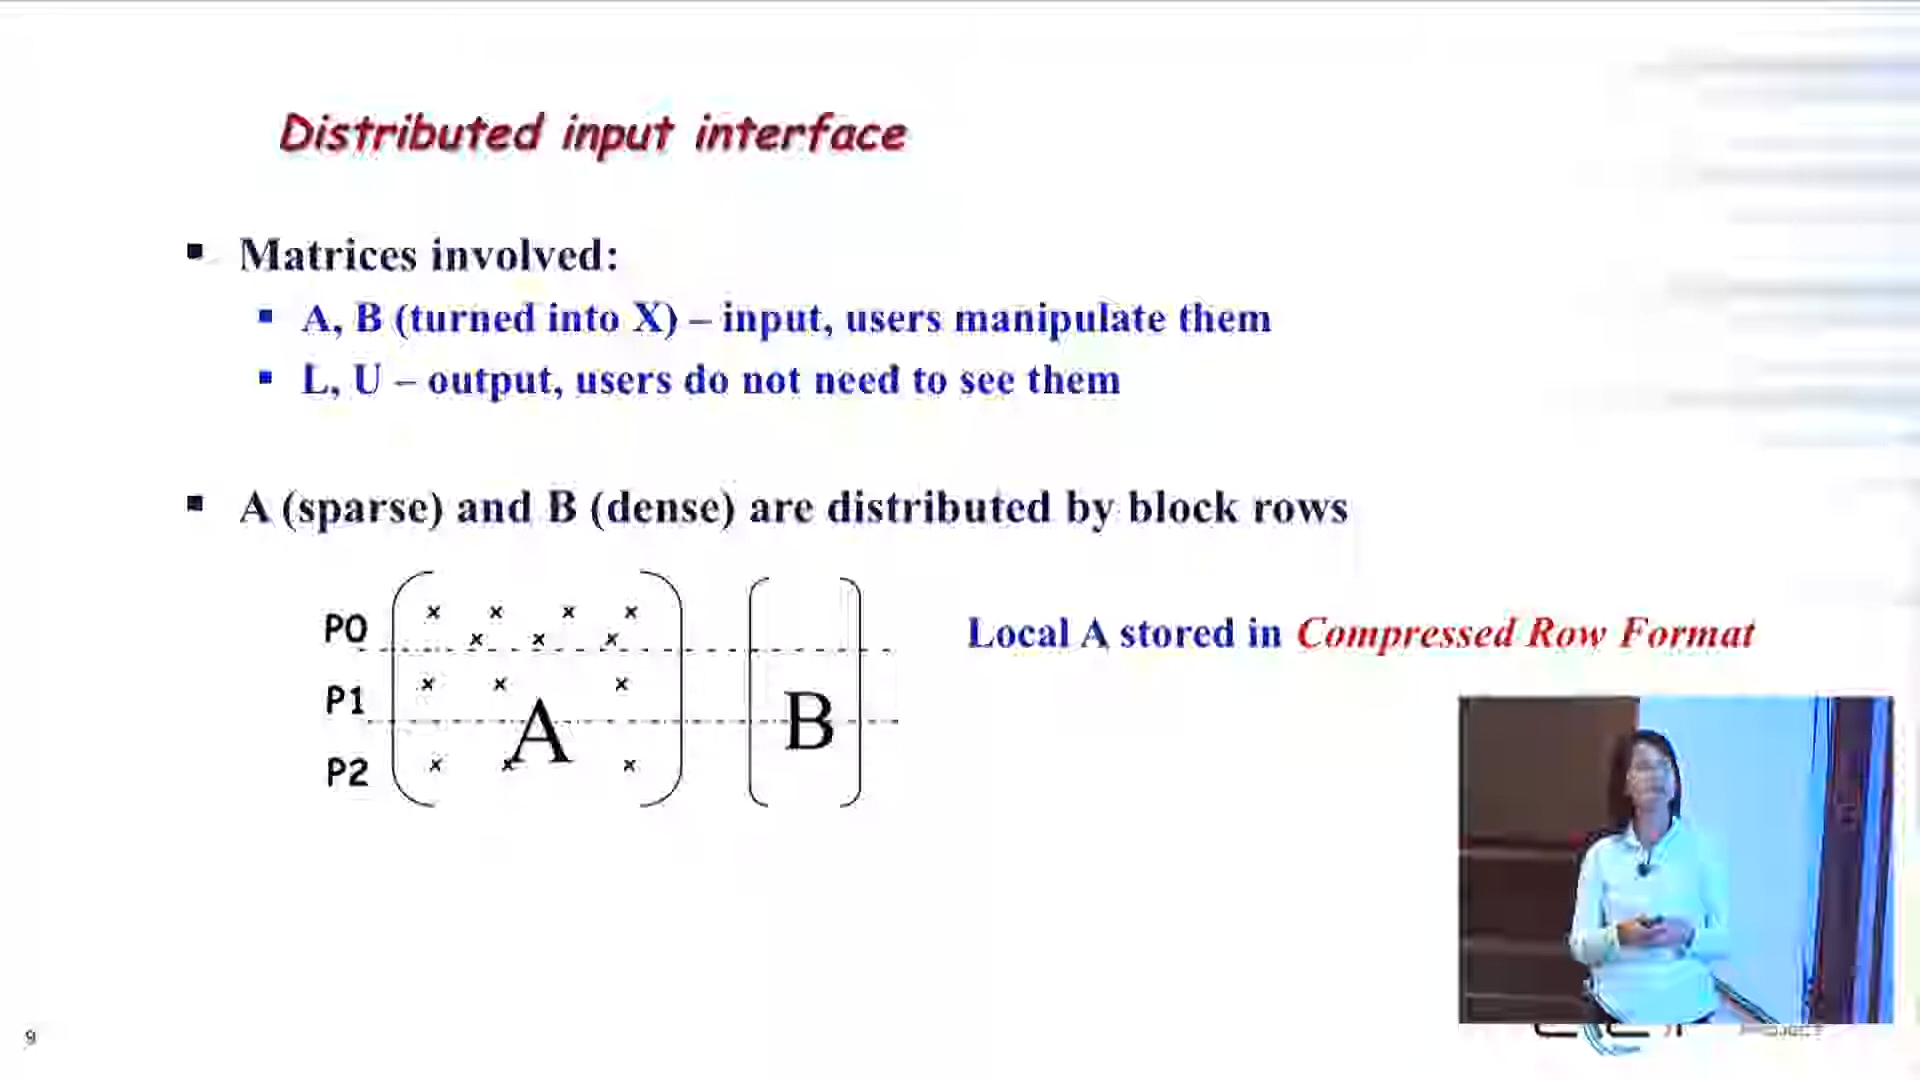 Distributed input interface
Matrices involved:
A, B (turned into X) – input, users manipulate them
L, U – output, users do not need to see them
A (sparse) and B (dense) are distributed by block rows
P0
P1
P2
A
B
Local A stored in Compressed Row Format
9